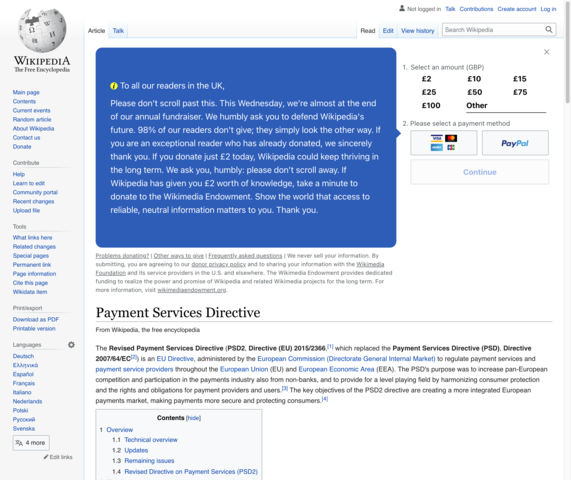 Not logged in Talk Contributions Create account Log in
Article Talk Read Edit View history Search Wikipedia
WIKIPEDIA
The Free Encyclopedia
Main page
Contents
Current events
Random article
About Wikipedia
Contact us
Donate
Contribute
Help
Learn to edit
Community portal
Recent changes
Upload file
Tools
What links here
Related changes
Special pages
Permanent link
Page information
Cite this page
Wikidata item
Print/export
Download as PDF
Printable version
Languages
Deutsch
Ελληνικά
Español
Français
Italiano
Nederlands
Polski
Русский
Svenska
4 more
Edit links
To all our readers in the UK,
Please don't scroll past this. This Wednesday, we're almost at the end
of our annual fundraiser. We humbly ask you to defend Wikipedia's
future. 98% of our readers don't give; they simply look the other way. If
you are an exceptional reader who has already donated, we sincerely
thank you. If you donate just £2 today, Wikipedia could keep thriving in
the long term. We ask you, humbly: please don't scroll away. If
Wikipedia has given you £2 worth of knowledge, take a minute to
donate to the Wikimedia Endowment. Show the world that access to
reliable, neutral information matters to you. Thank you.
1. Select an amount (GBP)
£2 £10 £15
£25 £50 £75
£100 Other
2. Please select a payment method
VISA
PayPal
Continue
Problems donating? | Other ways to give | Frequently asked questions | We never sell your information. By
submitting, you are agreeing to our donor privacy policy and to sharing your information with the Wikimedia
Foundation and its service providers in the U.S. and elsewhere. The Wikimedia Endowment provides dedicated
funding to realize the power and promise of Wikipedia and related Wikimedia projects for the long term. For
more information, visit wikimediaendowment.org.
Payment Services Directive
From Wikipedia, the free encyclopedia
The Revised Payment Services Directive (PSD2, Directive (EU) 2015/2366,[1] which replaced the Payment Services Directive (PSD), Directive
2007/64/EC[2]) is an EU Directive, administered by the European Commission (Directorate General Internal Market) to regulate payment services and
payment service providers throughout the European Union (EU) and European Economic Area (EEA). The PSD's purpose was to increase pan-European
competition and participation in the payments industry also from non-banks, and to provide for a level playing field by harmonizing consumer protection
and the rights and obligations for payment providers and users.[3] The key objectives of the PSD2 directive are creating a more integrated European
payments market, making payments more secure and protecting consumers.[4]
Contents [hide]
1 Overview
1.1 Technical overview
1.2 Updates
1.3 Remaining issues
1.4 Revised Directive on Payment Services (PSD2)